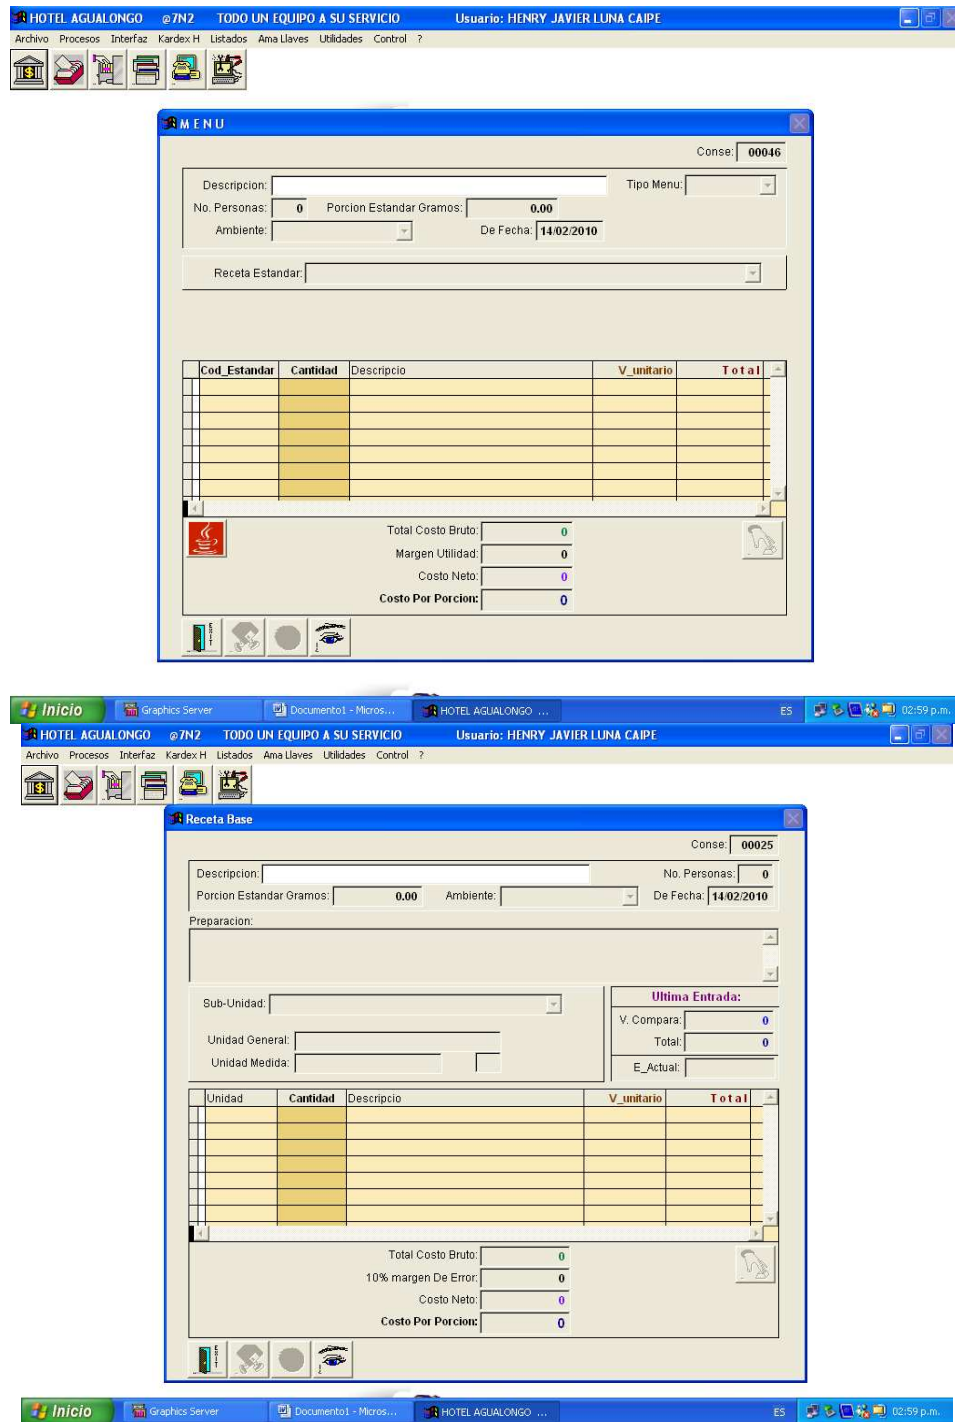 HOTEL AGUALONGO @7N2 TODO UN EQUIPO A SU SERVICIO Usuario: HENRY JAVIER LUNA CAIPE
Archivo Procesos Interfaz Kardex H Listados Ama Llaves Utilidades Control ?
M E N U
Conse: 00046
Descripcion: Tipo Menu:
No. Personas: 0 Porcion Estandar Gramos: 0.00
Ambiente: De Fecha: 14/02/2010
Receta Estandar:
Cod_Estandar Cantidad Descripcio V_unitario T o t a l
Total Costo Bruto: 0
Margen Utilidad: 0
Costo Neto: 0
Costo Por Porcion: 0
EXIT
Inicio Graphics Server Documento1 - Micros... HOTEL AGUALONGO ... ES 02:59 p.m.
HOTEL AGUALONGO @7N2 TODO UN EQUIPO A SU SERVICIO Usuario: HENRY JAVIER LUNA CAIPE
Archivo Procesos Interfaz Kardex H Listados Ama Llaves Utilidades Control ?
Receta Base
Conse: 00025
Descripcion: No. Personas: 0
Porcion Estandar Gramos: 0.00 Ambiente: De Fecha: 14/02/2010
Preparacion:
Sub-Unidad: Ultima Entrada:
V. Compara: 0
Unidad General: Total: 0
Unidad Medida: E_Actual:
Unidad Cantidad Descripcio V_unitario T o t a l
Total Costo Bruto: 0
10% margen De Error: 0
Costo Neto: 0
Costo Por Porcion: 0
EXIT
Inicio Graphics Server Documento1 - Micros... HOTEL AGUALONGO ... ES 02:59 p.m.